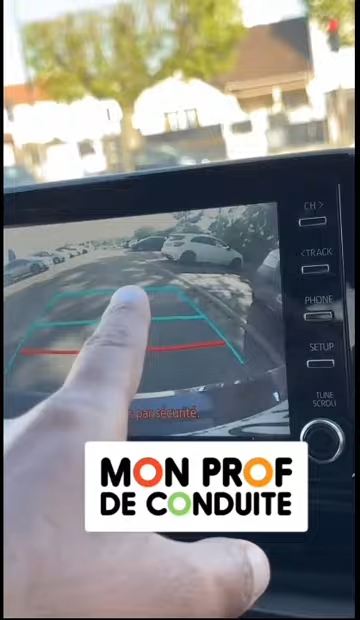 CH >
< TRACK
PHONE
SETUP
TUNE
SCROLL
par sécurité.
MON PROF
DE CONDUITE